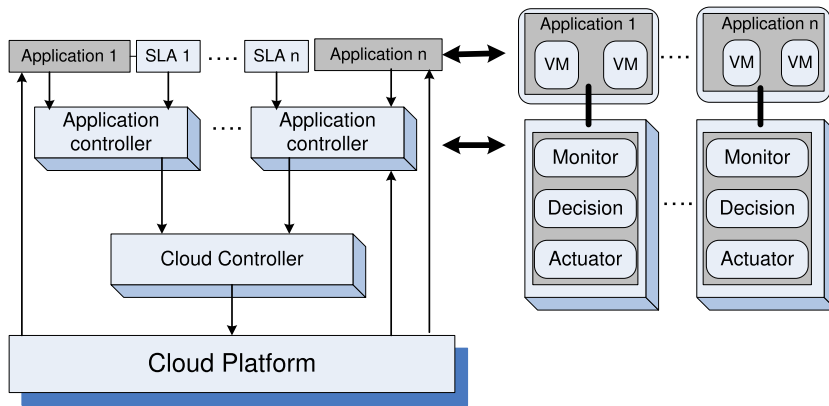 Application 1
SLA 1
....
SLA n
Application n
Application controller
....
Application controller
Cloud Controller
Cloud Platform
Application 1
VM
VM
....
Application n
VM
VM
Monitor
Decision
Actuator
....
Monitor
Decision
Actuator